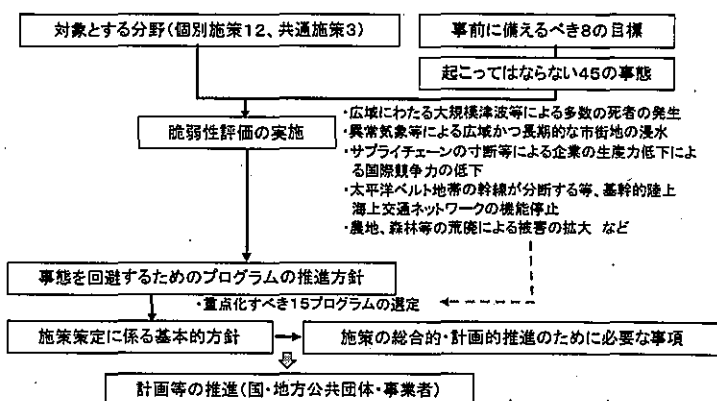 対象とする分野(個別施策12、共通施策3)
事前に備えるべき8の目標
起こってはならない45の事態
脆弱性評価の実施
・広域にわたる大規模津波等による多数の死者の発生
・異常気象等による広域かつ長期的な市街地の浸水
・サプライチェーンの寸断等による企業の生産力低下によ
る国際競争力の低下
・太平洋ベルト地帯の幹線が分断する等、基幹的陸上
海上交通ネットワークの機能停止
・農地、森林等の荒廃による被害の拡大 など
事態を回避するためのプログラムの推進方針
・重点化すべき15プログラムの選定
施策策定に係る基本的方針
施策の総合的・計画的推進のために必要な事項
計画等の推進(国・地方公共団体・事業者)